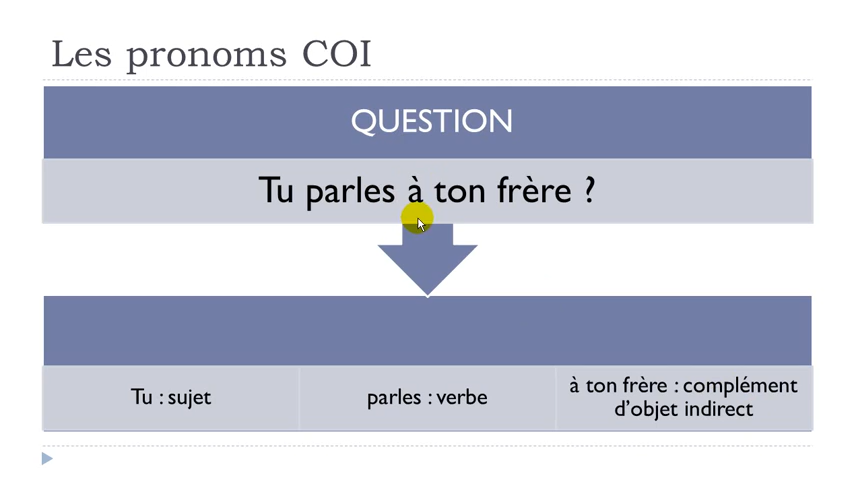 Les pronoms COI
QUESTION
Tu parles à ton frère ?
Tu : sujet
parles : verbe
à ton frère : complément
d’objet indirect